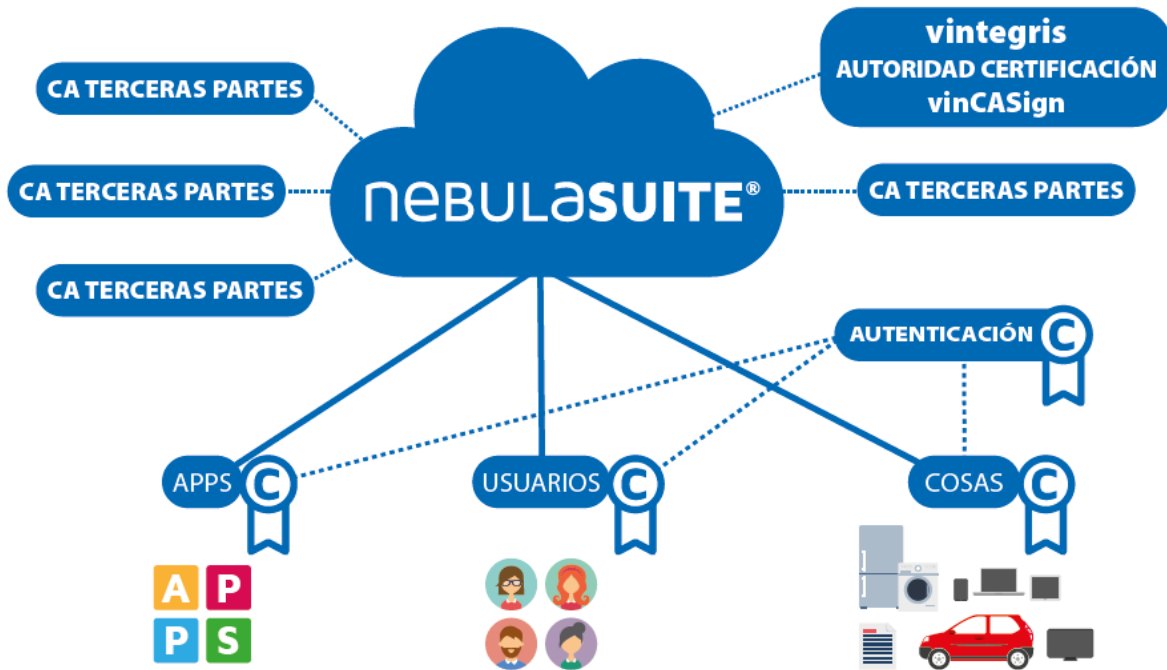 vintegris
AUTORIDAD CERTIFICACIÓN
vinCASign
CA TERCERAS PARTES
CA TERCERAS PARTES
neBULaSUITE®
CA TERCERAS PARTES
CA TERCERAS PARTES
AUTENTICACIÓN C
APPS C
USUARIOS C
COSAS C
A P
P S